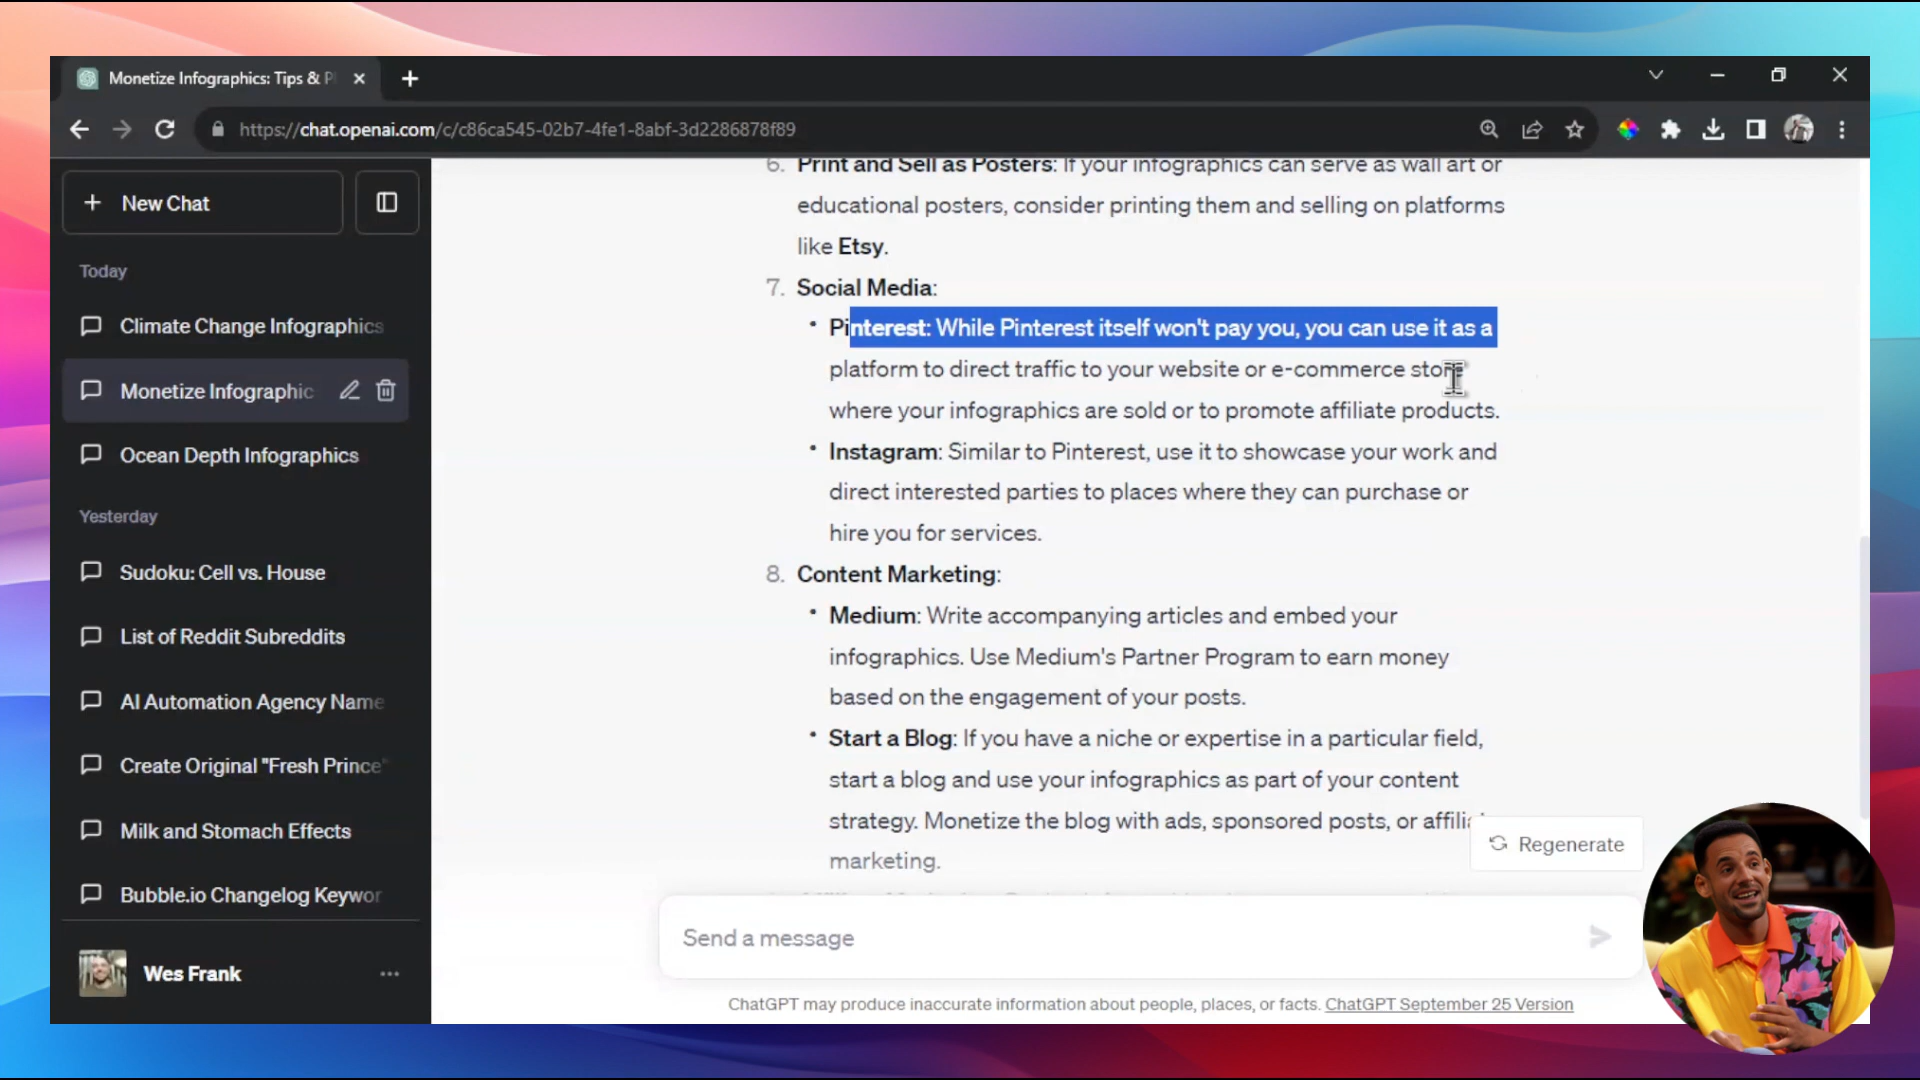 Monetize Infographics: Tips & P
https://chat.openai.com/c/c86ca545-02b7-4fe1-8abf-3d2286878f89
New Chat
Today
Climate Change Infographics
Monetize Infographic
Ocean Depth Infographics
Yesterday
Sudoku: Cell vs. House
List of Reddit Subreddits
AI Automation Agency Name
Create Original "Fresh Prince"
Milk and Stomach Effects
Bubble.io Changelog Keywor
Wes Frank
6. Print and Sell as Posters: If your infographics can serve as wall art or
educational posters, consider printing them and selling on platforms
like Etsy.
7. Social Media:
• Pinterest: While Pinterest itself won't pay you, you can use it as a
platform to direct traffic to your website or e-commerce store
where your infographics are sold or to promote affiliate products.
• Instagram: Similar to Pinterest, use it to showcase your work and
direct interested parties to places where they can purchase or
hire you for services.
8. Content Marketing:
• Medium: Write accompanying articles and embed your
infographics. Use Medium's Partner Program to earn money
based on the engagement of your posts.
• Start a Blog: If you have a niche or expertise in a particular field,
start a blog and use your infographics as part of your content
strategy. Monetize the blog with ads, sponsored posts, or affilia
marketing.
Regenerate
Send a message
ChatGPT may produce inaccurate information about people, places, or facts. ChatGPT September 25 Version